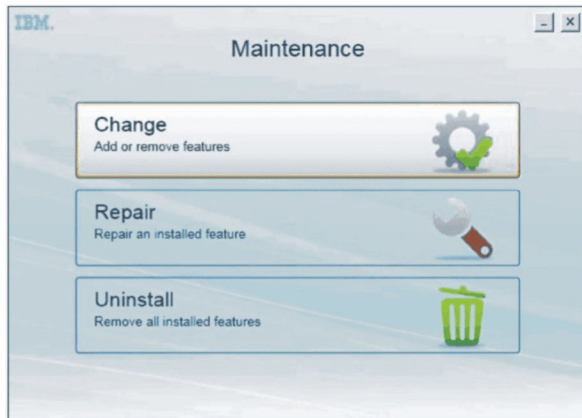 IBM.
Maintenance
Change
Add or remove features
Repair
Repair an installed feature
Uninstall
Remove all installed features